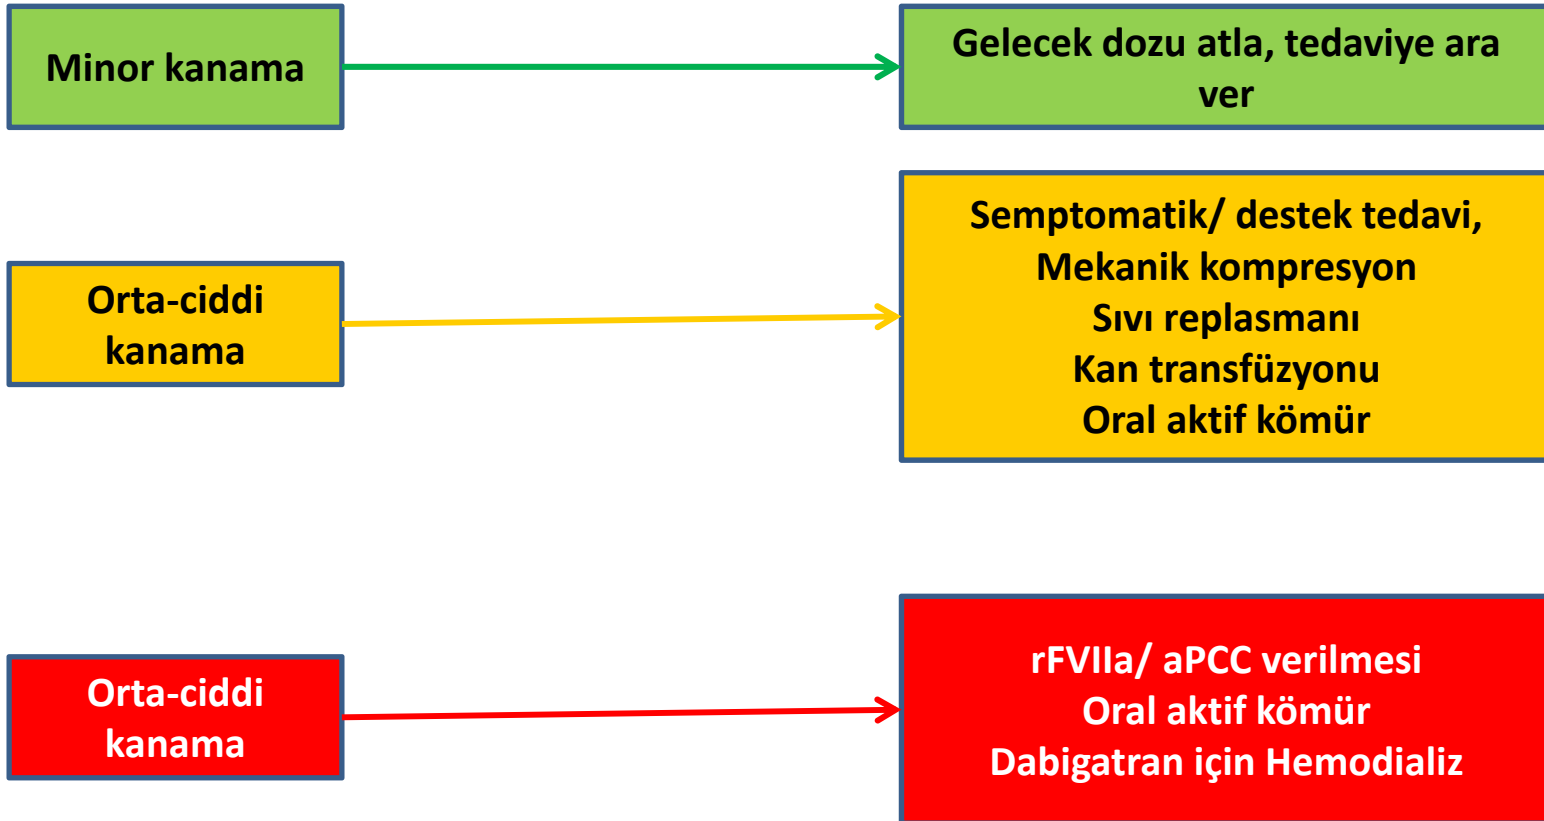 Minor kanama
Gelecek dozu atla, tedaviye ara
ver
Orta-ciddi
kanama
Semptomatik/ destek tedavi,
Mekanik kompresyon
Sıvı replasmanı
Kan transfüzyonu
Oral aktif kömür
Orta-ciddi
kanama
rFVIIa/ aPCC verilmesi
Oral aktif kömür
Dabigatran için Hemodializ